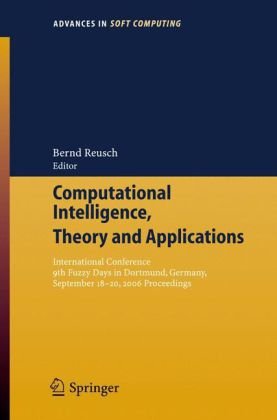 ADVANCES IN SOFT COMPUTING
Bernd Reusch
Editor
Computational
Intelligence,
Theory and Applications
International Conference
9th Fuzzy Days in Dortmund, Germany,
September 18–20, 2006 Proceedings
Springer